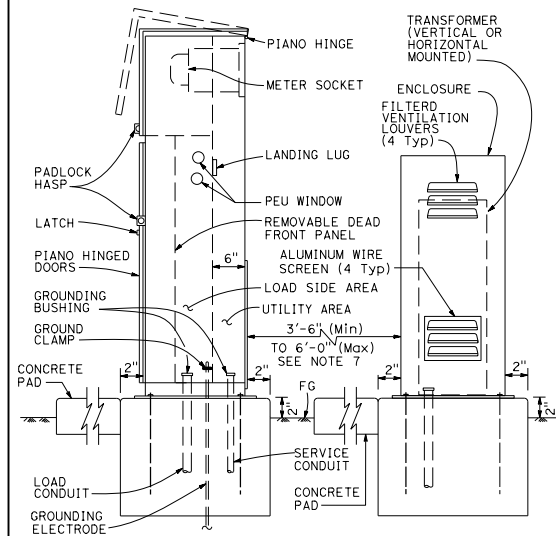 TRANSFORMER
(VERTICAL OR
HORIZONTAL
MOUNTED)
PIANO HINGE
METER SOCKET
ENCLOSURE
FILTERD
VENTILATION
LOUVERS
(4 Typ)
LANDING LUG
PADLOCK
HASP
PEU WINDOW
LATCH
REMOVABLE DEAD
FRONT PANEL
PIANO HINGED
DOORS
6"
ALUMINUM WIRE
SCREEN (4 Typ)
LOAD SIDE AREA
GROUNDING
BUSHING
UTILITY AREA
GROUND
CLAMP
3'-6" (Min)
TO 6'-0" (Max)
SEE NOTE 7
CONCRETE
PAD
2"
2"
2"
2"
2"
FG
2"
LOAD
CONDUIT
SERVICE
CONDUIT
CONCRETE
PAD
GROUNDING
ELECTRODE